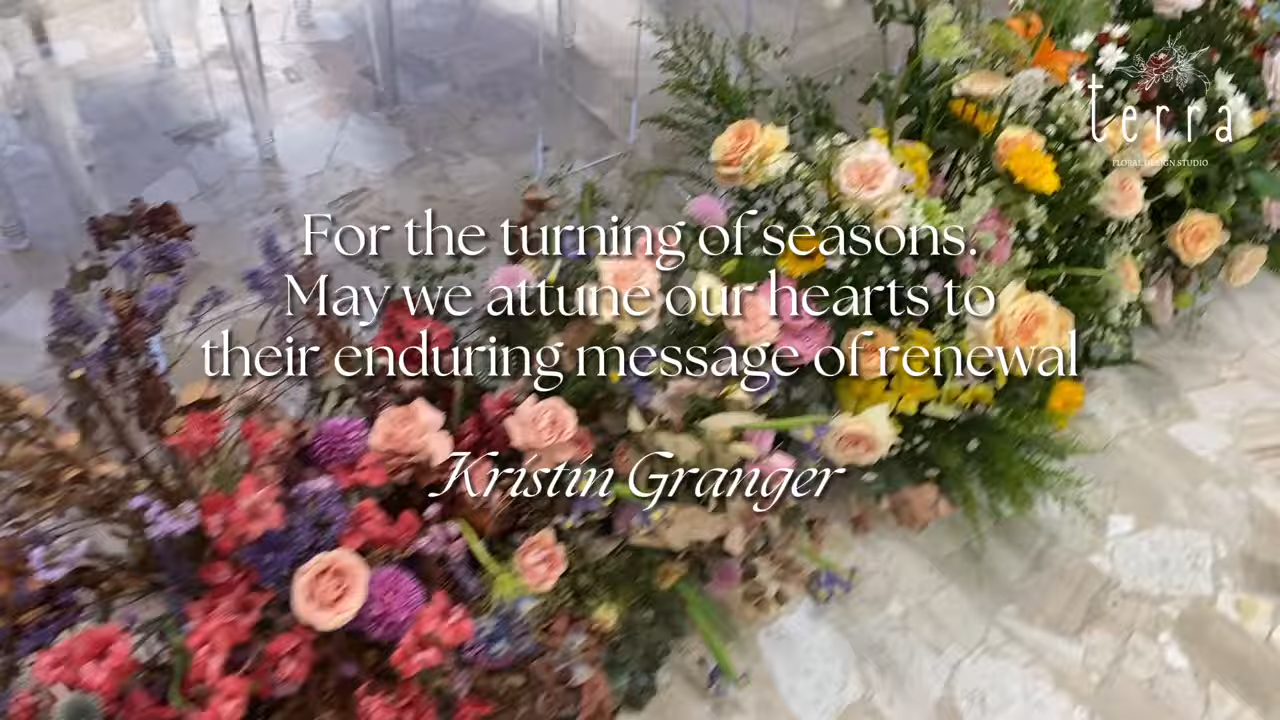 terra
FLORAL DESIGN STUDIO
For the turning of seasons.
May we attune our hearts to
their enduring message of renewal
Kristin Granger